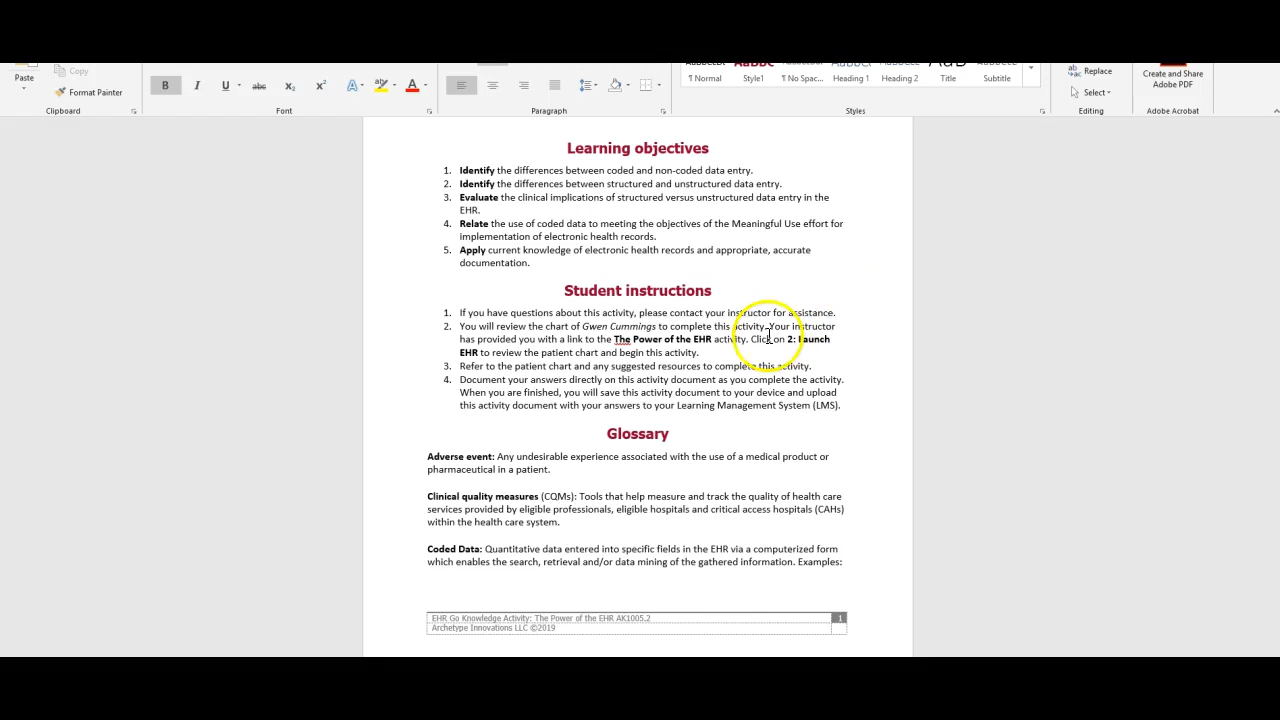 Paste
Copy
Format Painter
B I U abc x₂ x² A A
Replace
Select
Create and Share
Adobe PDF
¶ Normal Style1 ¶ No Spac... Heading 1 Heading 2 Title Subtitle
Clipboard Font Paragraph Styles Editing Adobe Acrobat
Learning objectives
1. Identify the differences between coded and non-coded data entry.
2. Identify the differences between structured and unstructured data entry.
3. Evaluate the clinical implications of structured versus unstructured data entry in the
EHR.
4. Relate the use of coded data to meeting the objectives of the Meaningful Use effort for
implementation of electronic health records.
5. Apply current knowledge of electronic health records and appropriate, accurate
documentation.
Student instructions
1. If you have questions about this activity, please contact your instructor for assistance.
2. You will review the chart of Gwen Cummings to complete this activity. Your instructor
has provided you with a link to the The Power of the EHR activity. Click on 2: Launch
EHR to review the patient chart and begin this activity.
3. Refer to the patient chart and any suggested resources to complete this activity.
4. Document your answers directly on this activity document as you complete the activity.
When you are finished, you will save this activity document to your device and upload
this activity document with your answers to your Learning Management System (LMS).
Glossary
Adverse event: Any undesirable experience associated with the use of a medical product or
pharmaceutical in a patient.
Clinical quality measures (CQMs): Tools that help measure and track the quality of health care
services provided by eligible professionals, eligible hospitals and critical access hospitals (CAHs)
within the health care system.
Coded Data: Quantitative data entered into specific fields in the EHR via a computerized form
which enables the search, retrieval and/or data mining of the gathered information. Examples:
EHR Go Knowledge Activity: The Power of the EHR AK1005.2 1
Archetype Innovations LLC ©2019